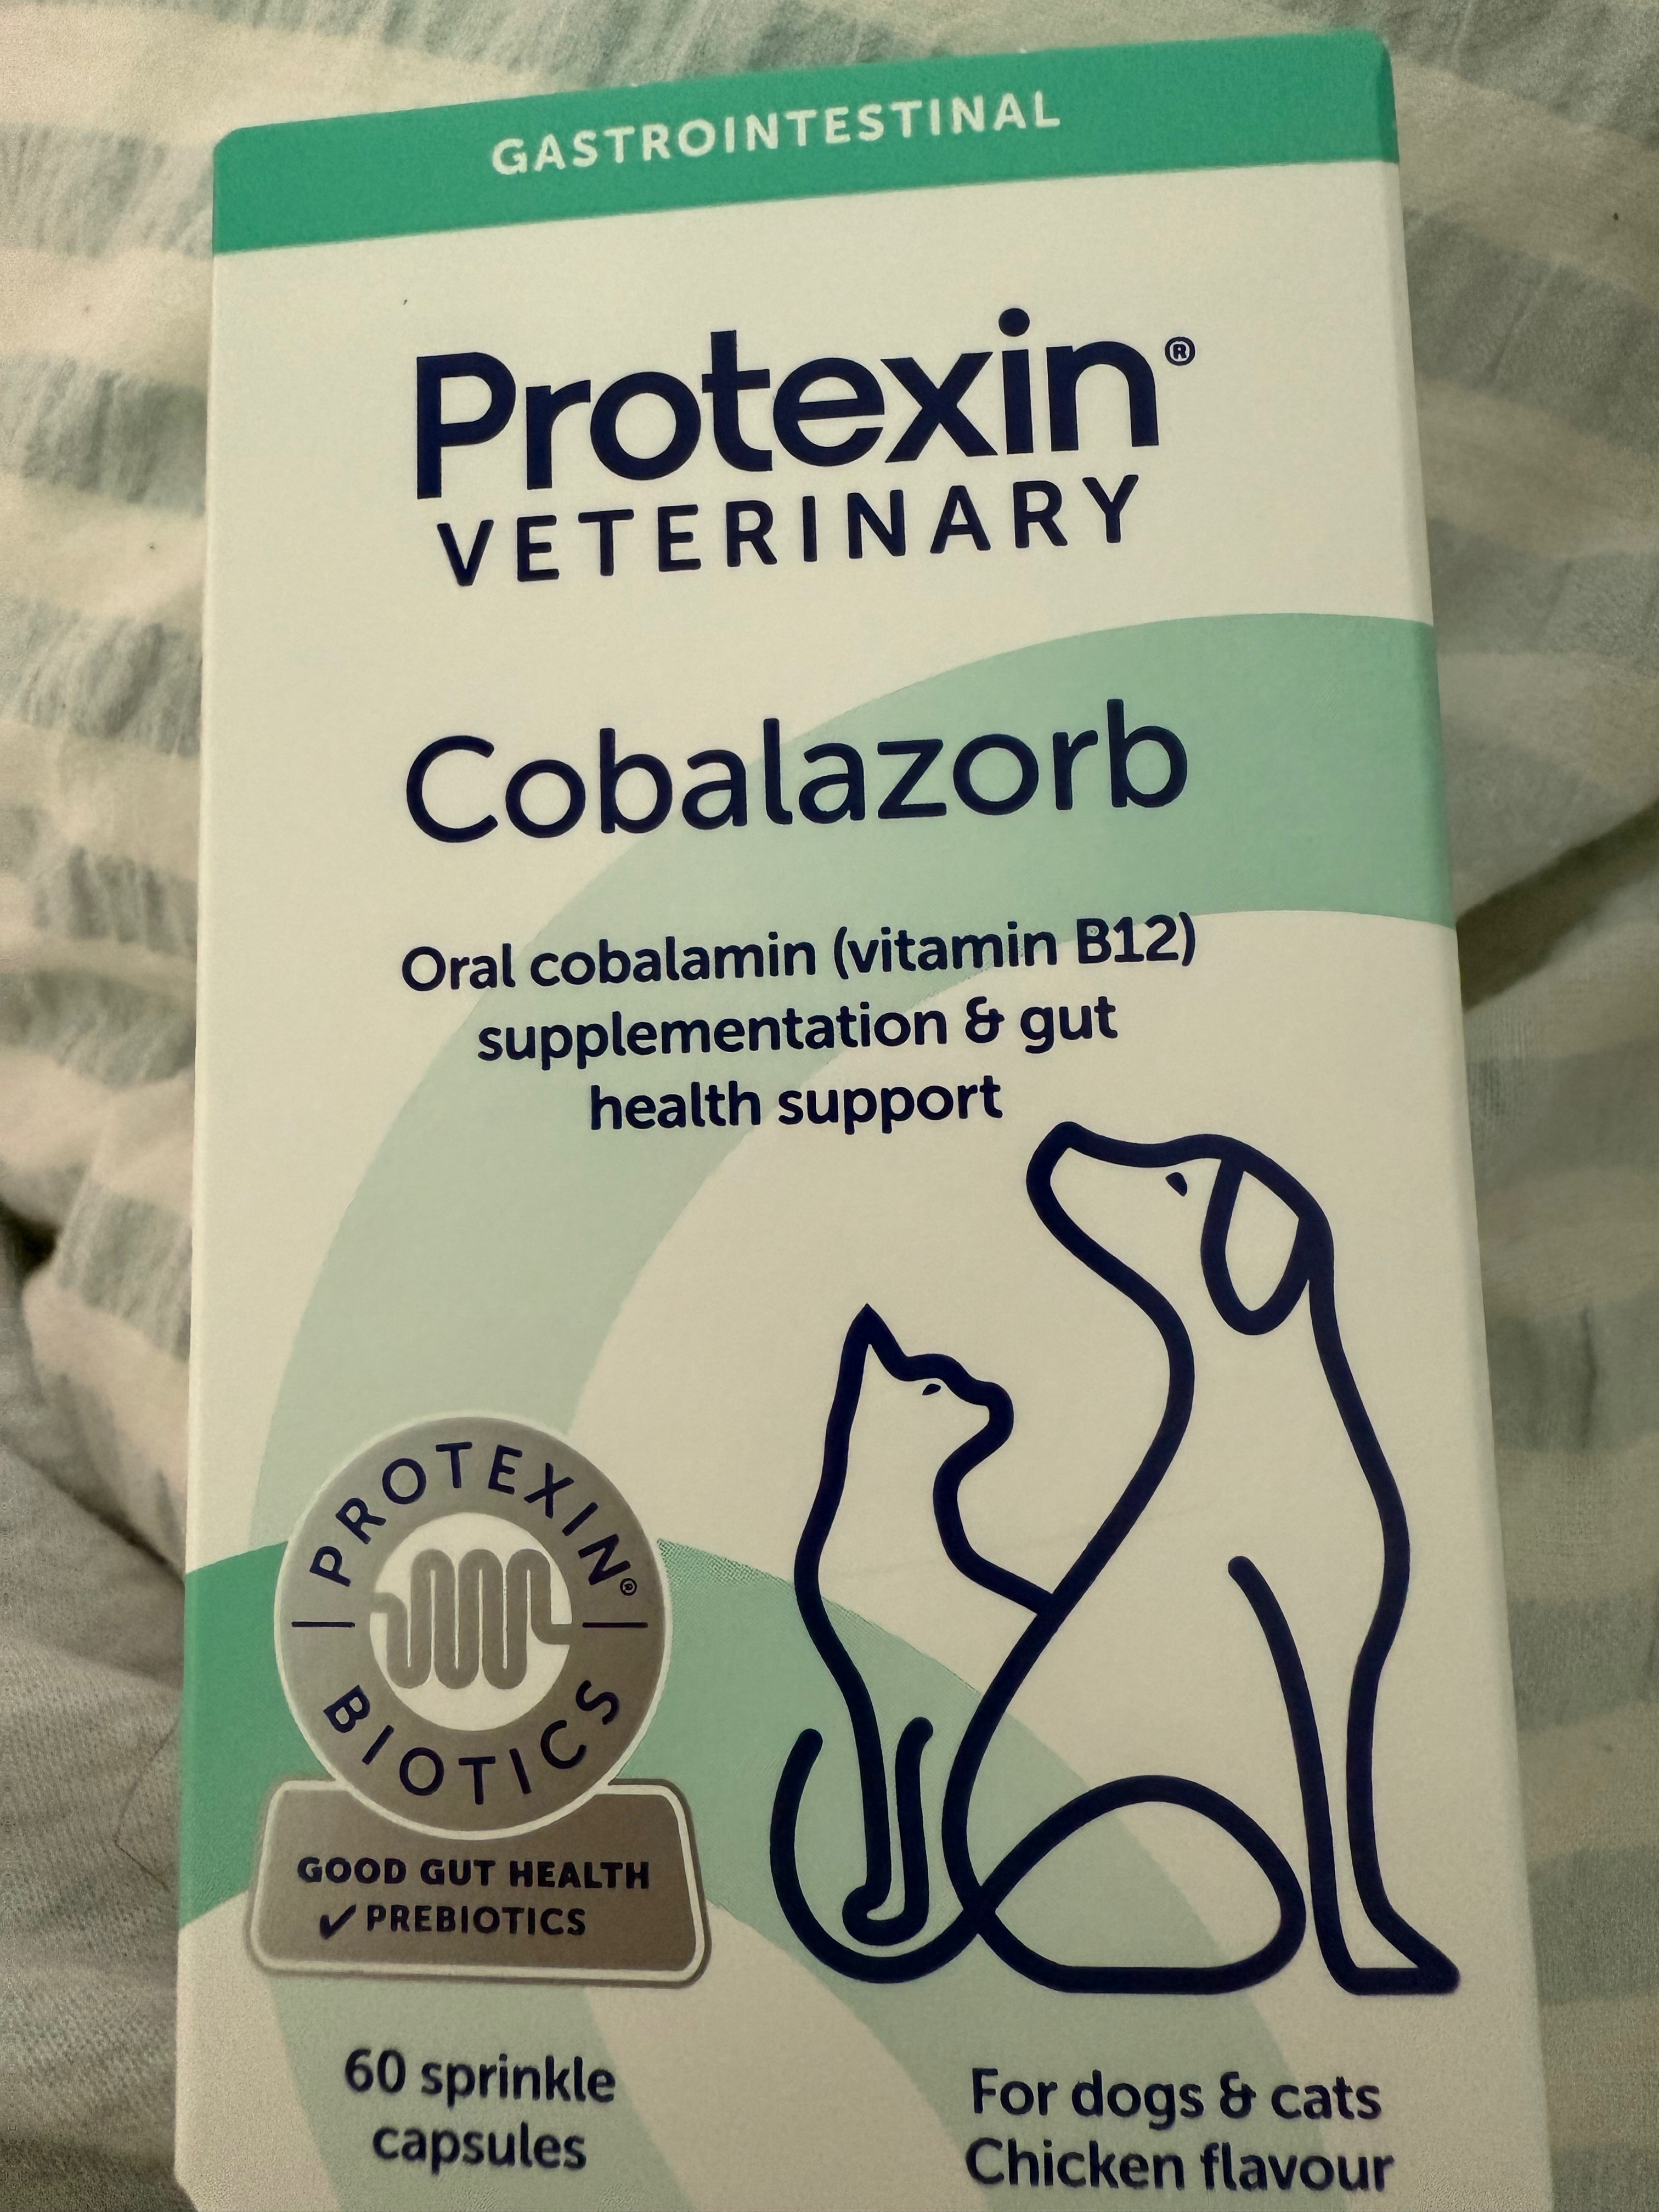 GASTROINTESTINAL
Protexin®
VETERINARY
Cobalazorb
Oral cobalamin (vitamin B12)
supplementation & gut
health support
PROTEXIN®
BIOTICS
GOOD GUT HEALTH
✓ PREBIOTICS
60 sprinkle
capsules
For dogs & cats
Chicken flavour